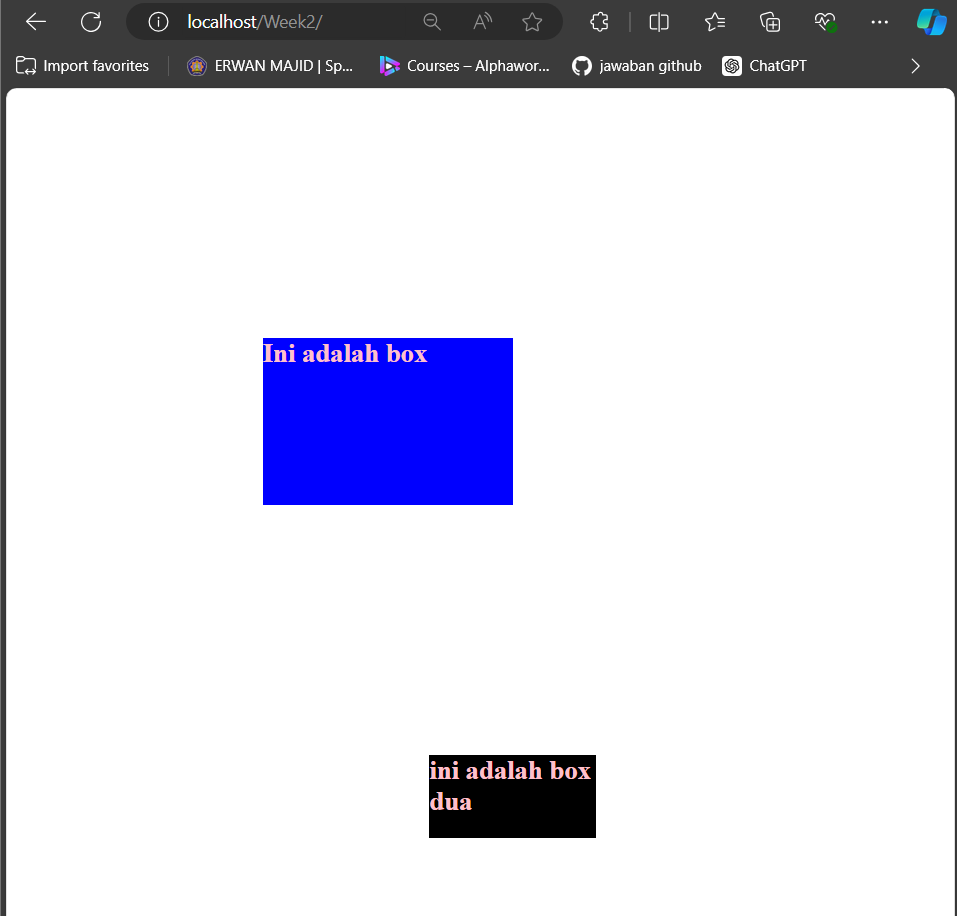 localhost/Week2/
Import favorites
ERWAN MAJID | Sp...
Courses – Alphawor...
jawaban github
ChatGPT
Ini adalah box
ini adalah box
dua